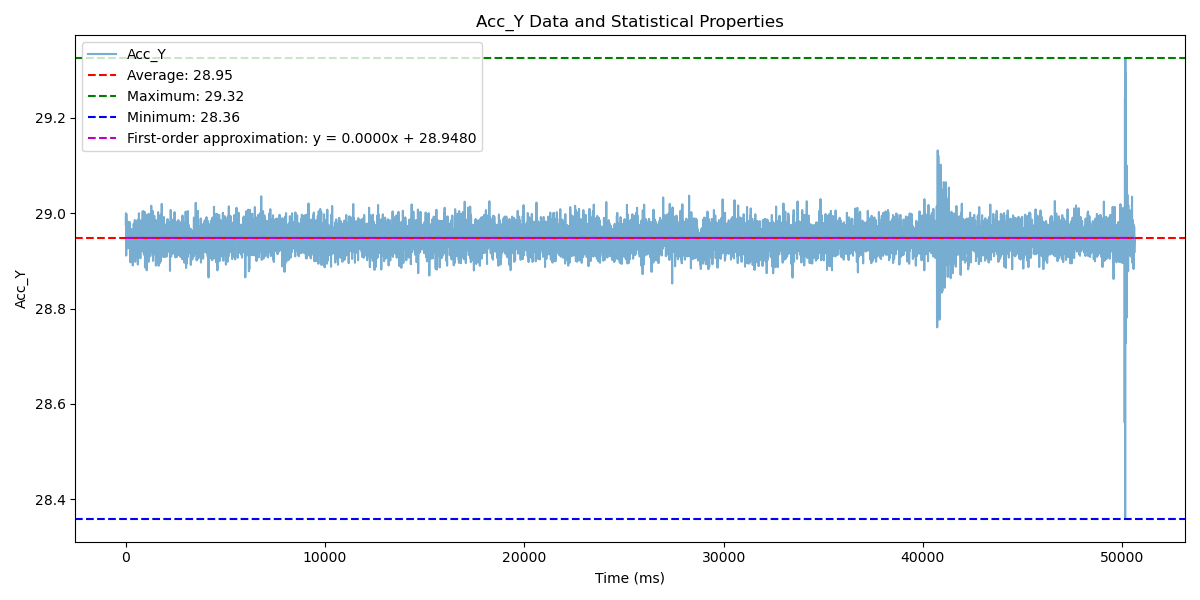 Acc_Y Data and Statistical Properties
Acc_Y
Average: 28.95
Maximum: 29.32
Minimum: 28.36
First-order approximation: y = 0.0000x + 28.9480
29.2
29.0
28.8
28.6
28.4
Acc_Y
0 10000 20000 30000 40000 50000
Time (ms)